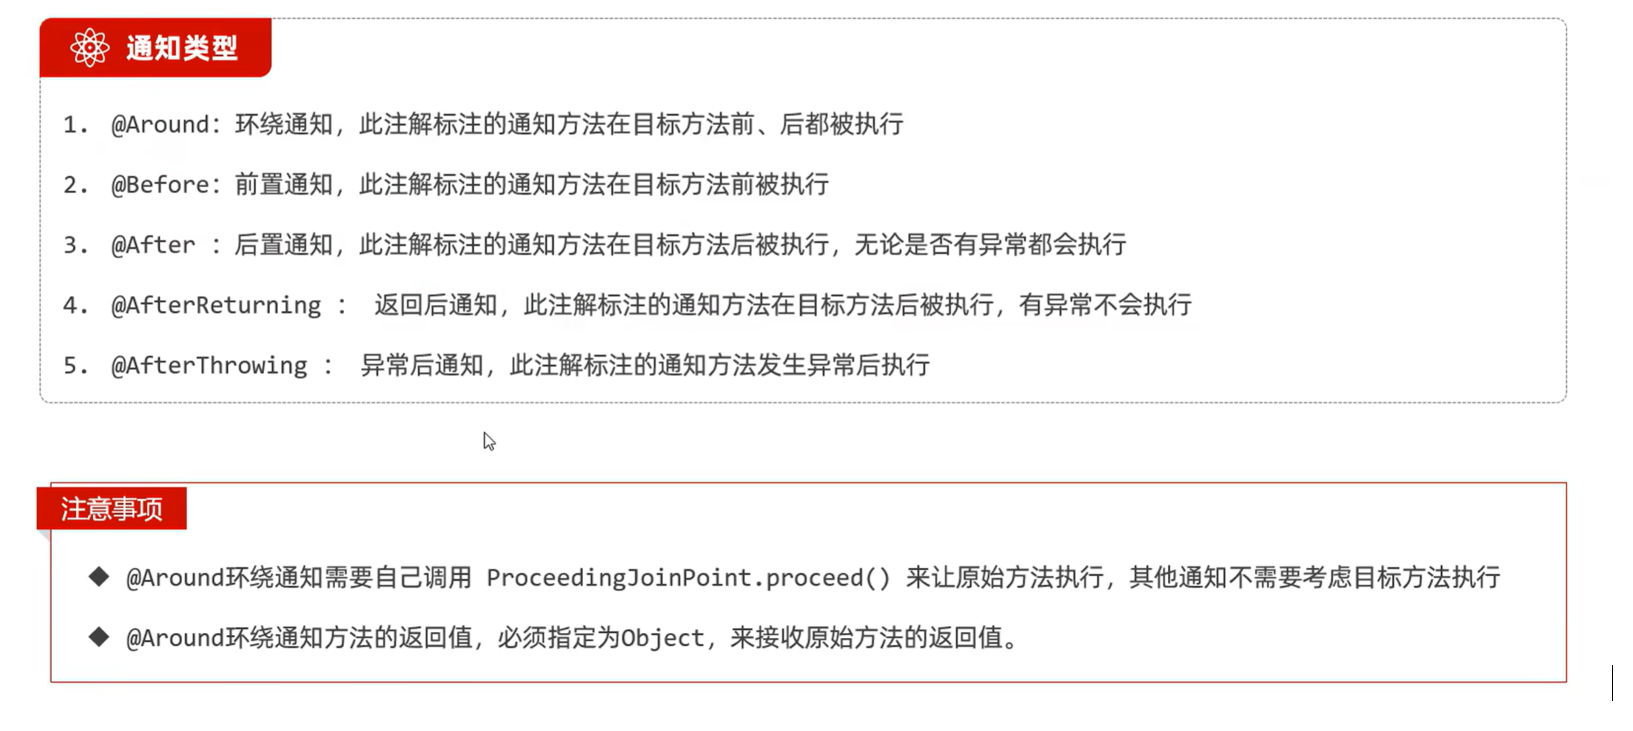 通知类型
1. @Around：环绕通知，此注解标注的通知方法在目标方法前、后都被执行
2. @Before：前置通知，此注解标注的通知方法在目标方法前被执行
3. @After ：后置通知，此注解标注的通知方法在目标方法后被执行，无论是否有异常都会执行
4. @AfterReturning ： 返回后通知，此注解标注的通知方法在目标方法后被执行，有异常不会执行
5. @AfterThrowing ： 异常后通知，此注解标注的通知方法发生异常后执行
注意事项
◆ @Around环绕通知需要自己调用 ProceedingJoinPoint.proceed() 来让原始方法执行，其他通知不需要考虑目标方法执行
◆ @Around环绕通知方法的返回值，必须指定为Object，来接收原始方法的返回值。